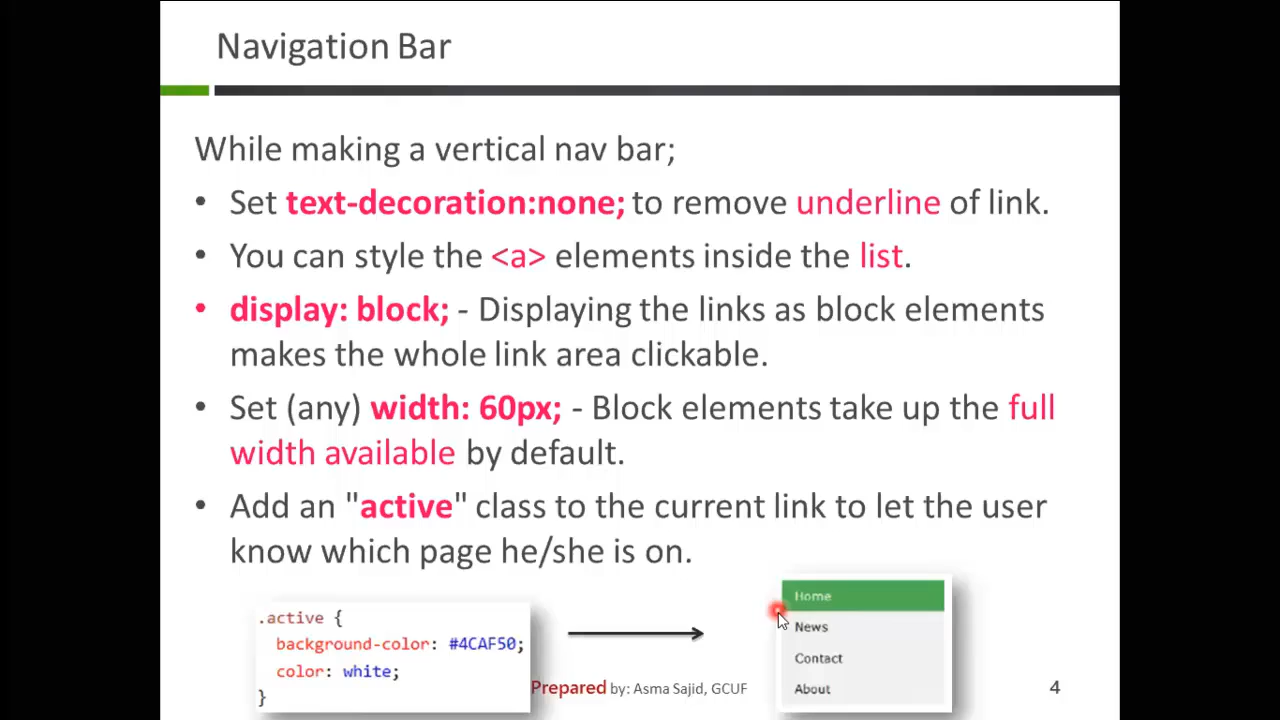 Navigation Bar
While making a vertical nav bar;
• Set text-decoration:none; to remove underline of link.
• You can style the <a> elements inside the list.
• display: block; - Displaying the links as block elements
makes the whole link area clickable.
• Set (any) width: 60px; - Block elements take up the full
width available by default.
• Add an "active" class to the current link to let the user
know which page he/she is on.
.active {
background-color: #4CAF50;
color: white;
}
Home
News
Contact
About
Prepared by: Asma Sajid, GCUF
4